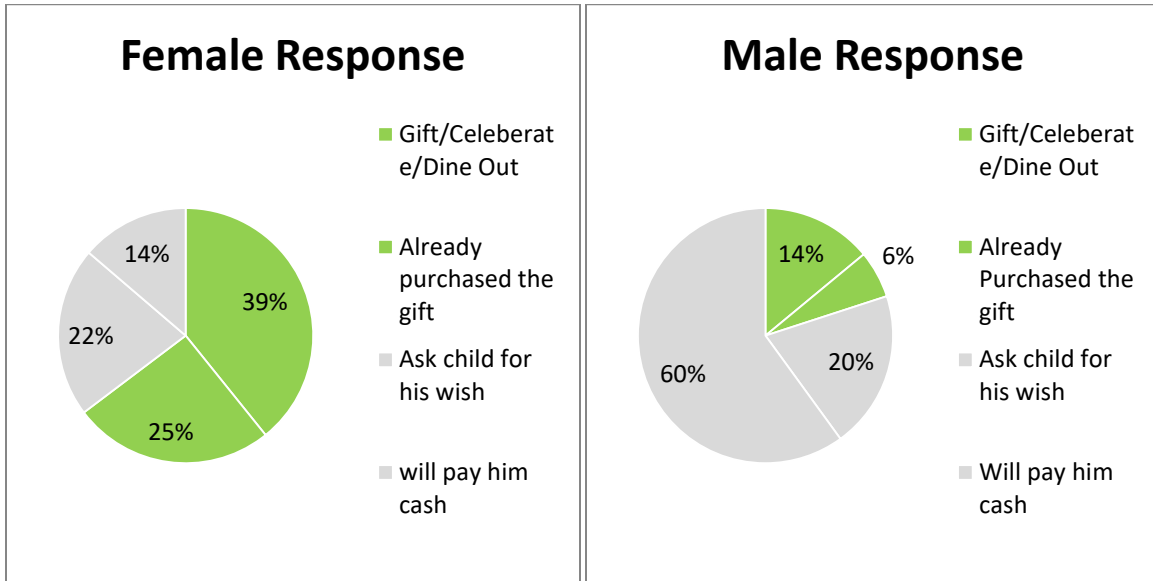 Female Response
Gift/Celeberat
e/Dine Out
Already
purchased the
gift
Ask child for
his wish
will pay him
cash
14%
39%
22%
25%
Male Response
Gift/Celeberat
e/Dine Out
Already
Purchased the
gift
Ask child for
his wish
Will pay him
cash
14%
6%
20%
60%